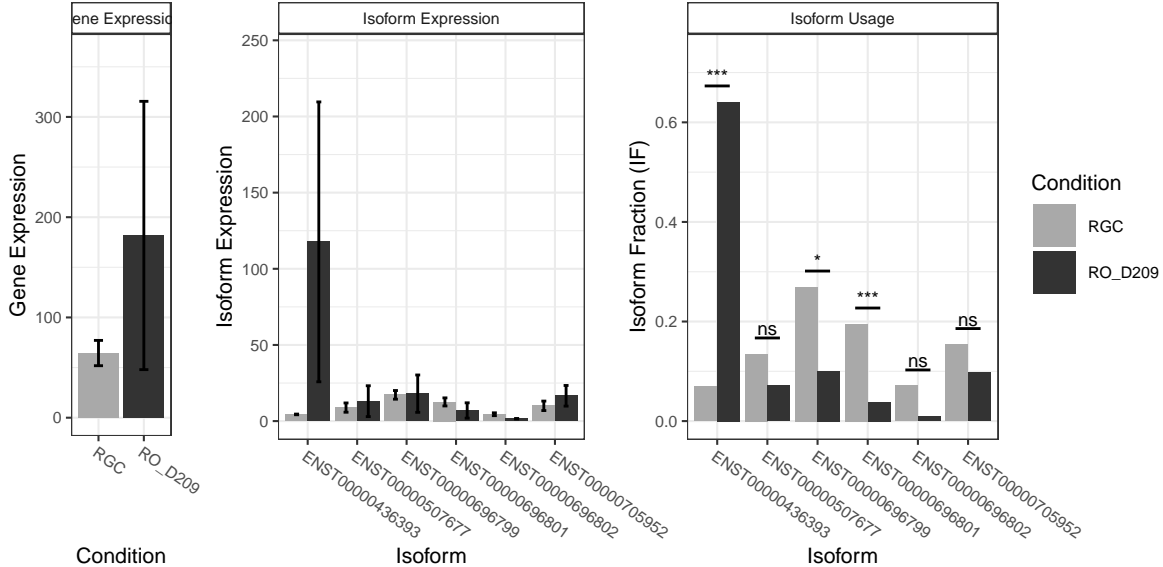 ene Expressio
Gene Expression
0
100
200
300
RGC
RO_D209
Condition
Isoform Expression
Isoform Expression
0
50
100
150
200
250
ENST00000436393
ENST00000507677
ENST00000696799
ENST00000696801
ENST00000696802
ENST00000705952
Isoform
Isoform Usage
Isoform Fraction (IF)
0.0
0.2
0.4
0.6
***
ns
*
***
ns
ns
ENST00000436393
ENST00000507677
ENST00000696799
ENST00000696801
ENST00000696802
ENST00000705952
Isoform
Condition
RGC
RO_D209